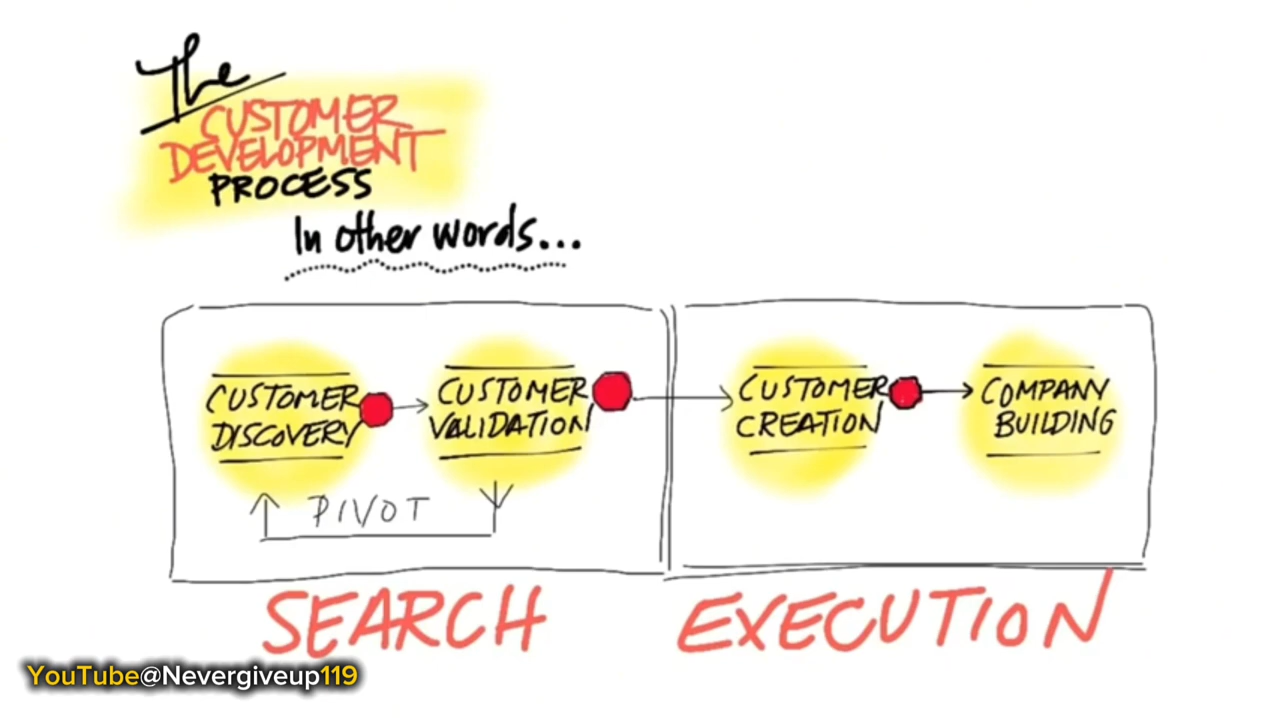 The
CUSTOMER
DEVELOPMENT
PROCESS
In other words...
CUSTOMER
DISCOVERY
CUSTOMER
VALIDATION
CUSTOMER
CREATION
COMPANY
BUILDING
PIVOT
SEARCH
EXECUTION
YouTube@Nevergiveup119